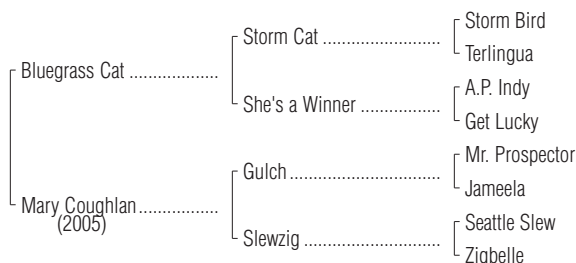 Storm Bird
Storm Cat ..............................
Bluegrass Cat ......................
Terlingua
A.P. Indy
She's a Winner ....................
Get Lucky
Mr. Prospector
Gulch......................................
Jameela
Mary Coughlan....................
(2005)
Seattle Slew
Slewzig ..................................
Zigbelle